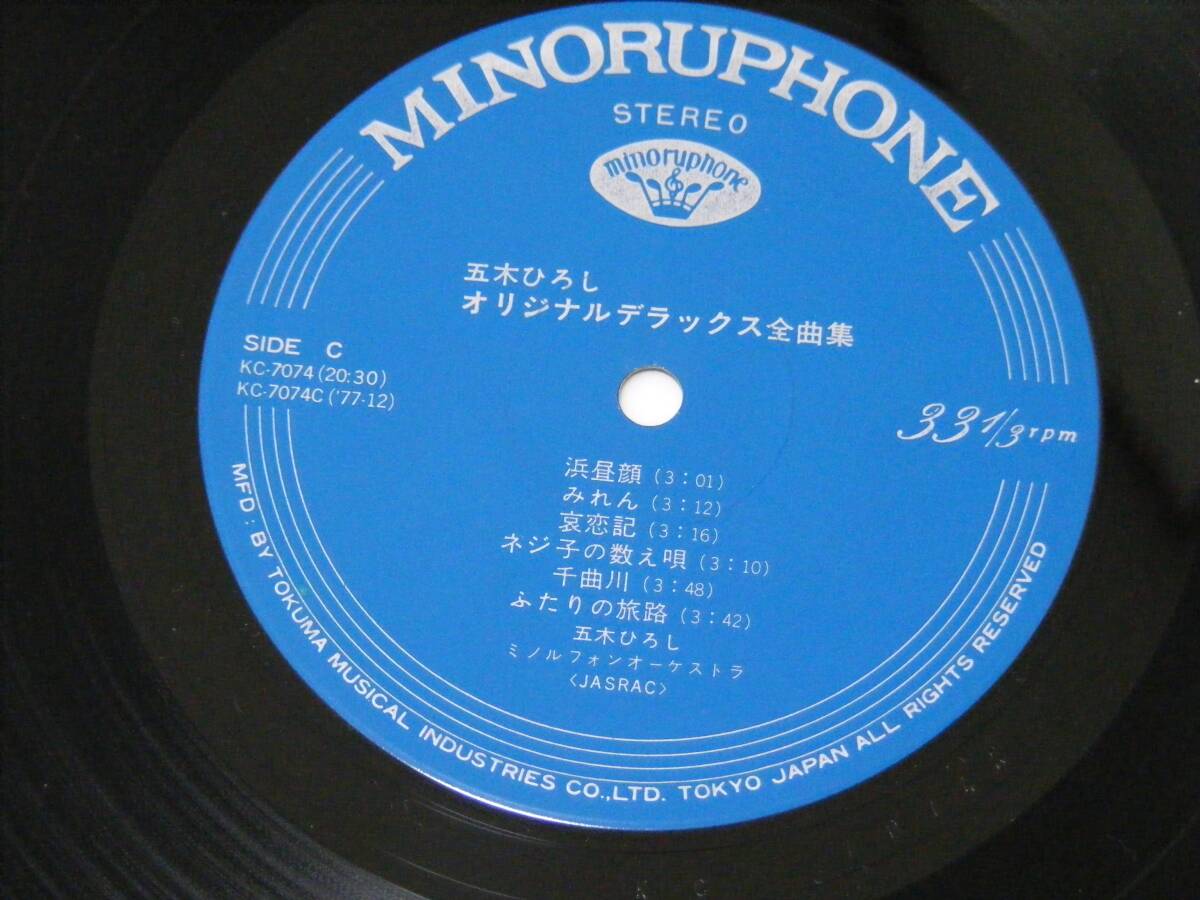 MINORUPHONE
STEREO
minoruphone
五木ひろし
オリジナルデラックス全曲集
SIDE C
KC-7074 (20:30)
KC-7074C ('77-12)
33 1/3 rpm
浜昼顔 (3:01)
みれん (3:12)
哀恋記 (3:16)
ネジ子の数え唄 (3:10)
千曲川 (3:48)
ふたりの旅路 (3:42)
五木ひろし
ミノルフォンオーケストラ
〈JASRAC〉
MFD: BY TOKUMA MUSICAL INDUSTRIES CO.,LTD. TOKYO JAPAN ALL RIGHTS RESERVED